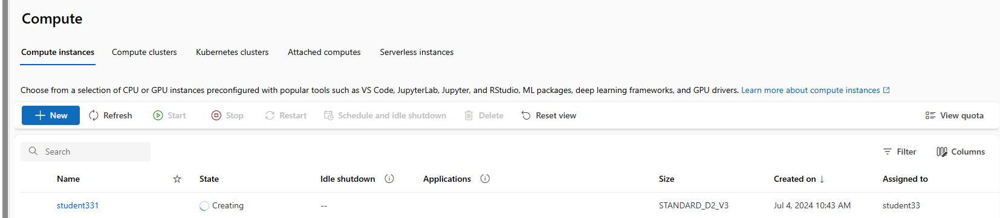 Compute
Compute instances Compute clusters Kubernetes clusters Attached computes Serverless instances
Choose from a selection of CPU or GPU instances preconfigured with popular tools such as VS Code, JupyterLab, Jupyter, and RStudio, ML packages, deep learning frameworks, and GPU drivers. Learn more about compute instances
New Refresh Start Stop Restart Schedule and idle shutdown Delete Reset view View quota
Search Filter Columns
Name State Idle shutdown Applications Size Created on ↓ Assigned to
student331 Creating -- STANDARD_D2_V3 Jul 4, 2024 10:43 AM student33